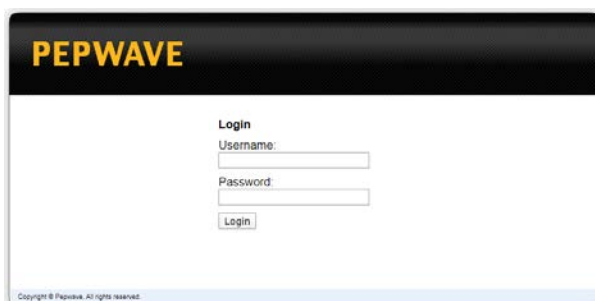 PEPWAVE
Login
Username:
Password:
Login
Copyright © Pepwave. All rights reserved.